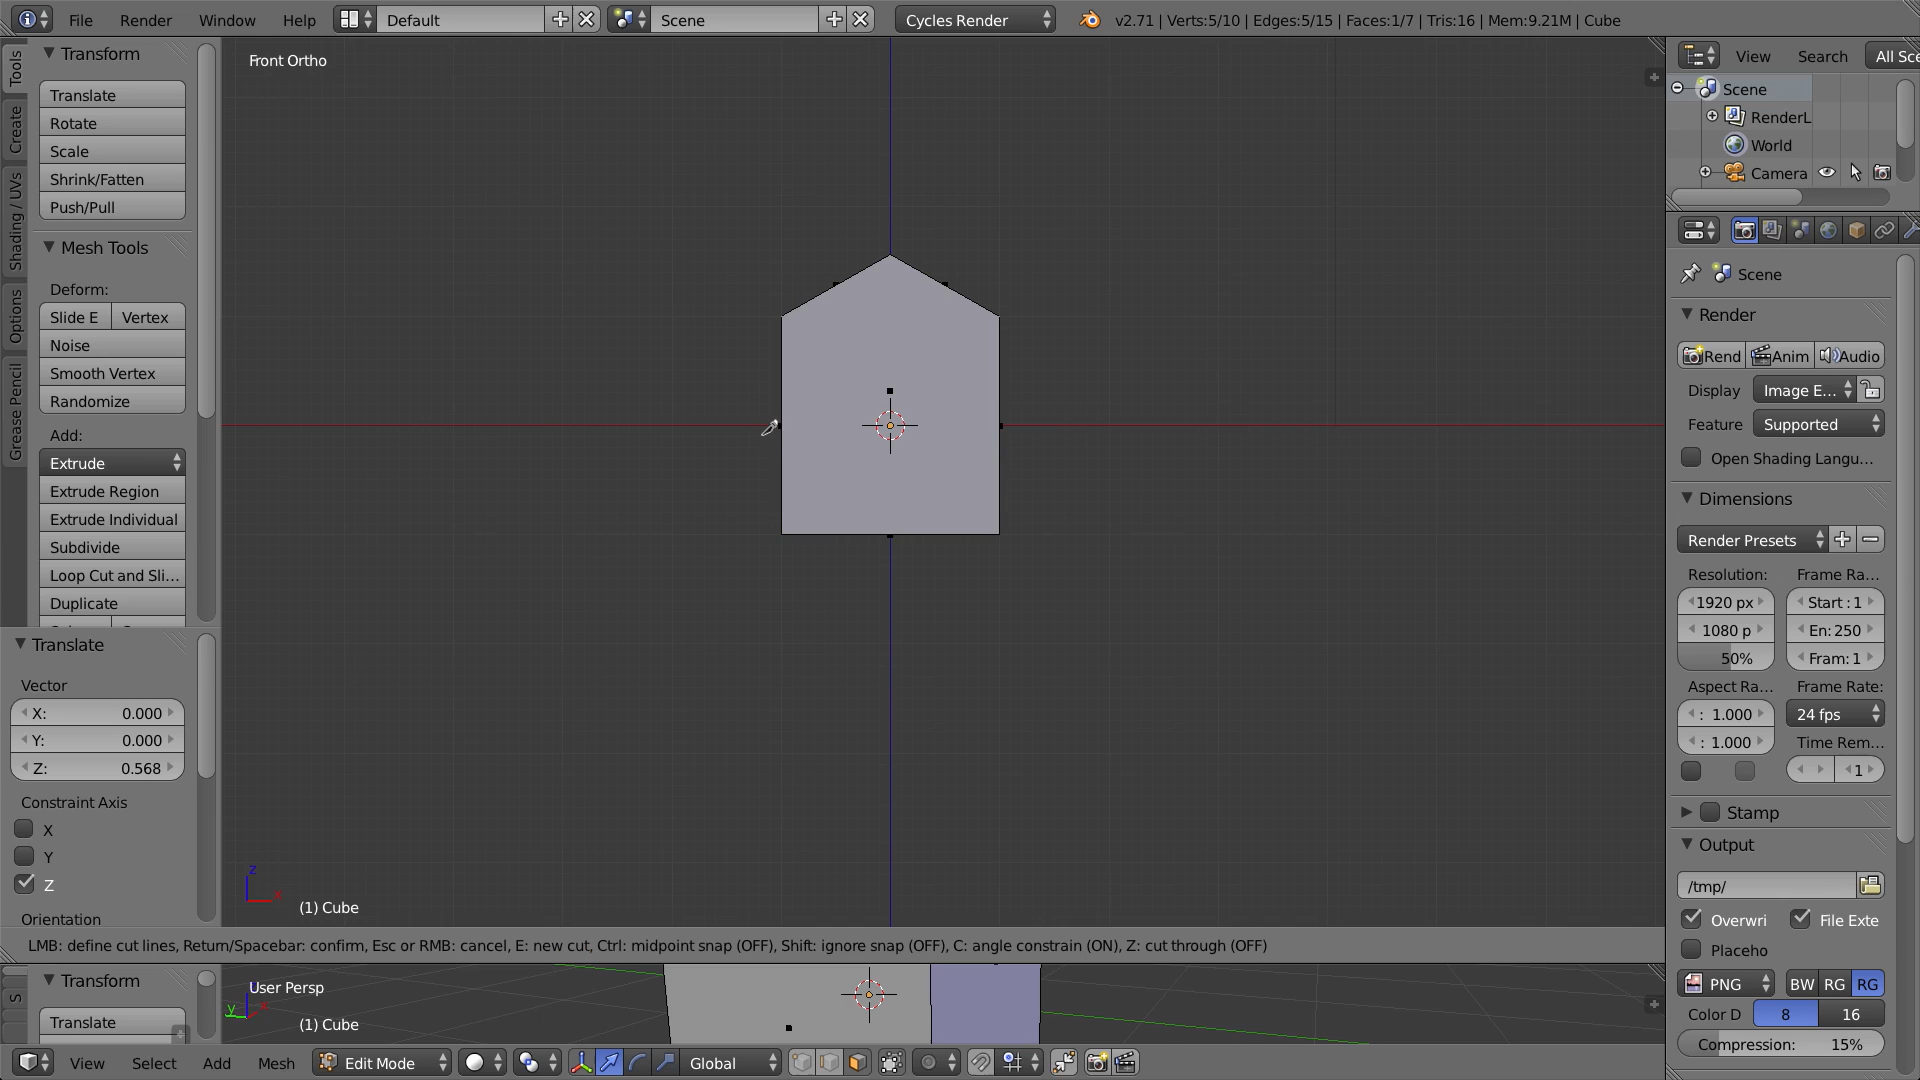 File Render Window Help Default Scene Cycles Render v2.71 | Verts:5/10 | Edges:5/15 | Faces:1/7 | Tris:16 | Mem:9.21M | Cube
Tools
Create
Shading / UVs
Options
Grease Pencil
Transform
Translate
Rotate
Scale
Shrink/Fatten
Push/Pull
Mesh Tools
Deform:
Slide E Vertex
Noise
Smooth Vertex
Randomize
Add:
Extrude
Extrude Region
Extrude Individual
Subdivide
Loop Cut and Sli...
Duplicate
Translate
Vector
X: 0.000
Y: 0.000
Z: 0.568
Constraint Axis
X
Y
Z
Orientation
Front Ortho
z
x
(1) Cube
LMB: define cut lines, Return/Spacebar: confirm, Esc or RMB: cancel, E: new cut, Ctrl: midpoint snap (OFF), Shift: ignore snap (OFF), C: angle constrain (ON), Z: cut through (OFF)
S
Transform
Translate
User Persp
y
(1) Cube
View Select Add Mesh Edit Mode Global
View Search All Sce
Scene
RenderL
World
Camera
Scene
Render
Rend Anim Audio
Display Image E...
Feature Supported
Open Shading Langu...
Dimensions
Render Presets
Resolution: Frame Ra...
1920 px Start : 1
1080 p En: 250
50% Fram: 1
Aspect Ra... Frame Rate:
: 1.000 24 fps
: 1.000 Time Rem...
1
Stamp
Output
/tmp/
Overwri File Exte
Placeho
PNG BW RG RG
Color D 8 16
Compression: 15%